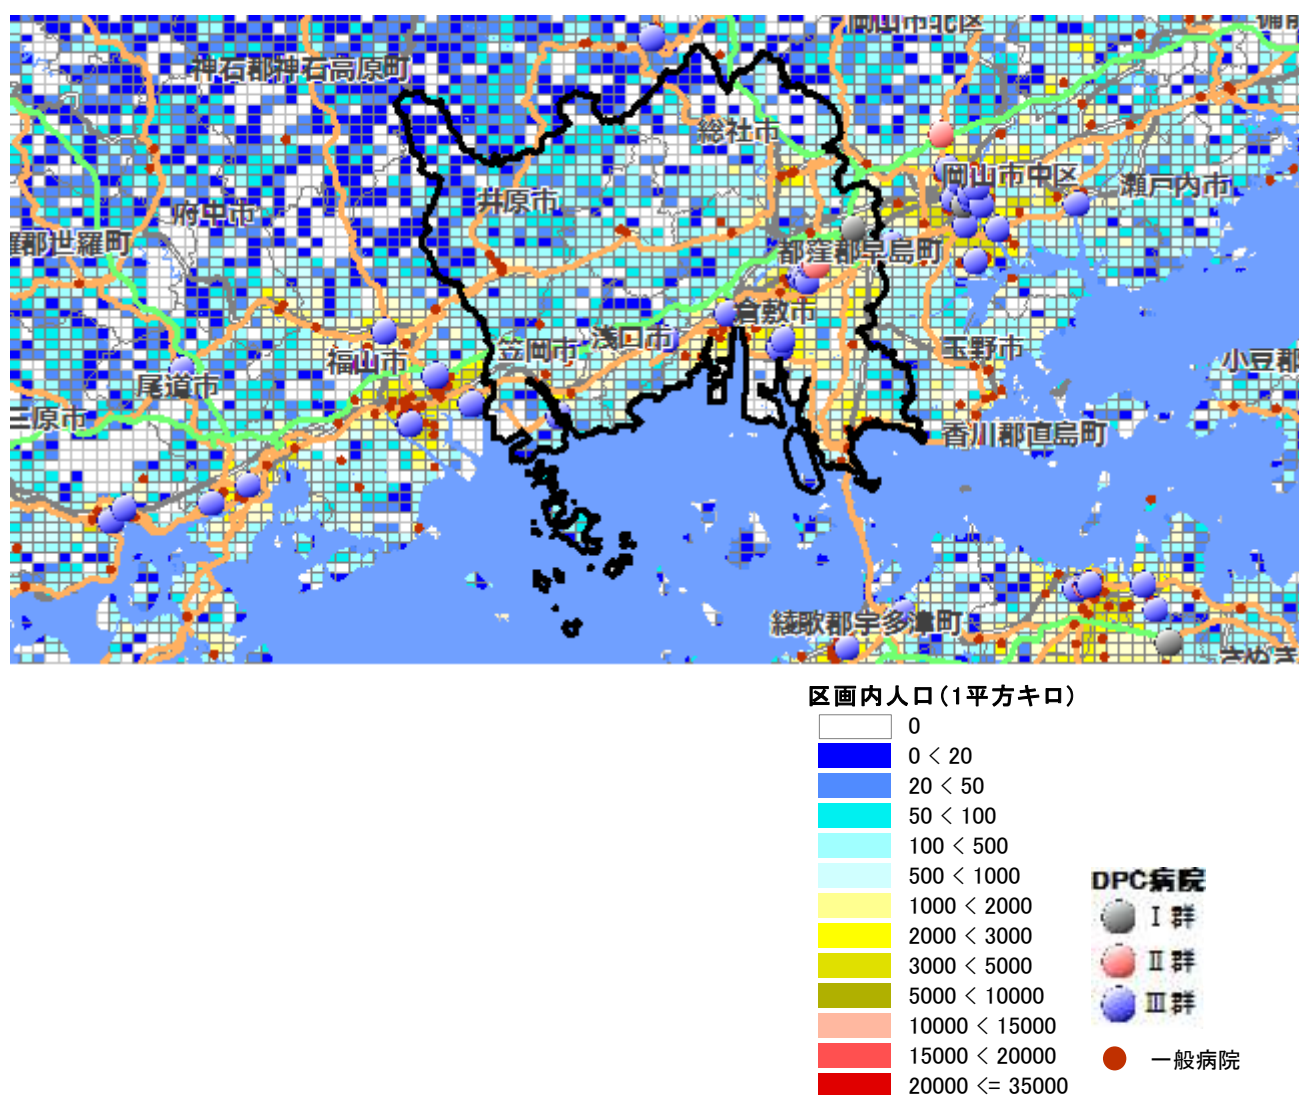 岡山市北区
備前
神石郡神石高原町
総社市
岡山市中区
瀬戸内市
井原市
府中市
羅郡世羅町
都窪郡早島町
倉敷市
浅口市
笠岡市
玉野市
福山市
小豆郡
尾道市
三原市
香川郡直島町
綾歌郡宇多津町
さぬき
区画内人口(1平方キロ)
0
0 < 20
20 < 50
50 < 100
100 < 500
500 < 1000
1000 < 2000
2000 < 3000
3000 < 5000
5000 < 10000
10000 < 15000
15000 < 20000
20000 <= 35000
DPC病院
Ⅰ群
Ⅱ群
Ⅲ群
一般病院